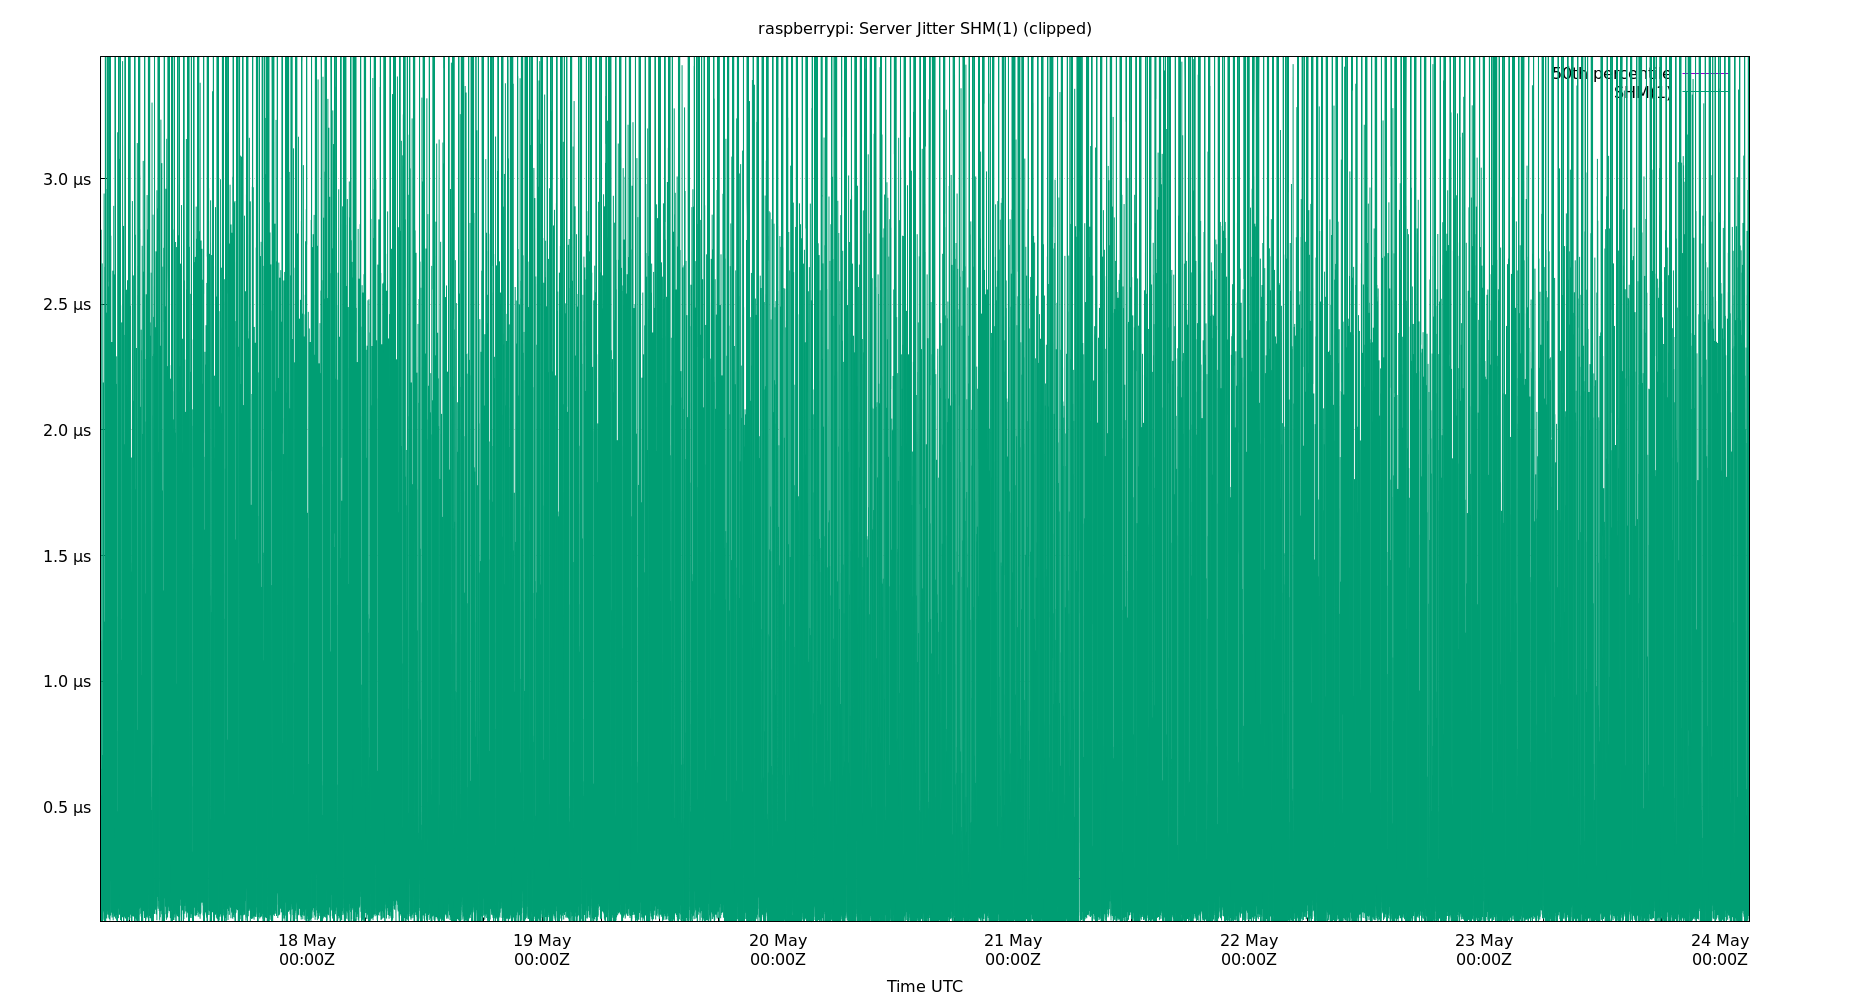 raspberrypi: Server Jitter SHM(1) (clipped)
50th percentile
SHM(1)
3.0 µs
2.5 µs
2.0 µs
1.5 µs
1.0 µs
0.5 µs
18 May
00:00Z
19 May
00:00Z
20 May
00:00Z
21 May
00:00Z
22 May
00:00Z
23 May
00:00Z
24 May
00:00Z
Time UTC